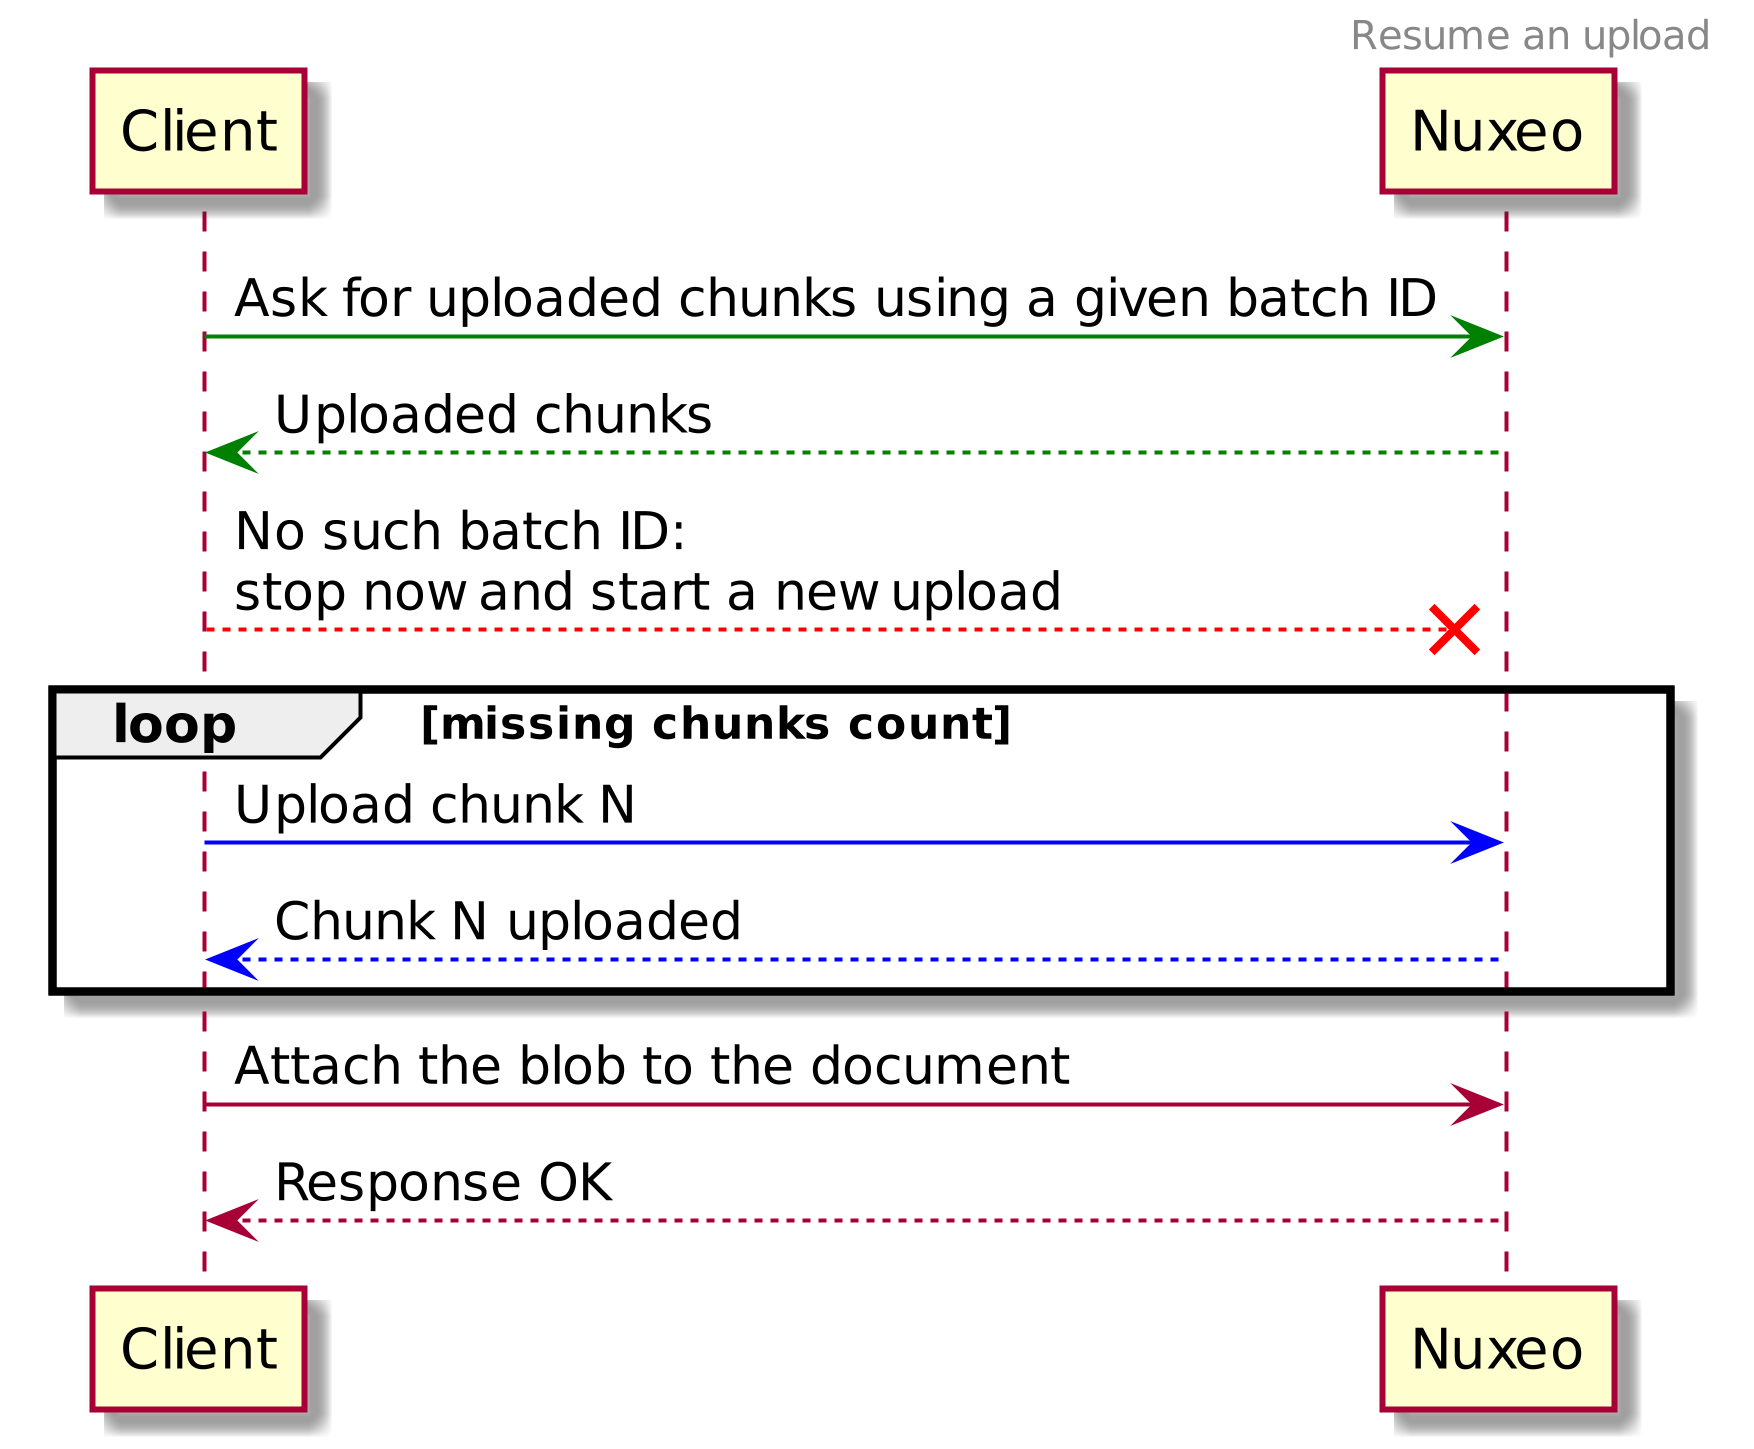 Resume an upload
Client
Nuxeo
Ask for uploaded chunks using a given batch ID
Uploaded chunks
No such batch ID:
stop now and start a new upload
loop
[missing chunks count]
Upload chunk N
Chunk N uploaded
Attach the blob to the document
Response OK
Client
Nuxeo